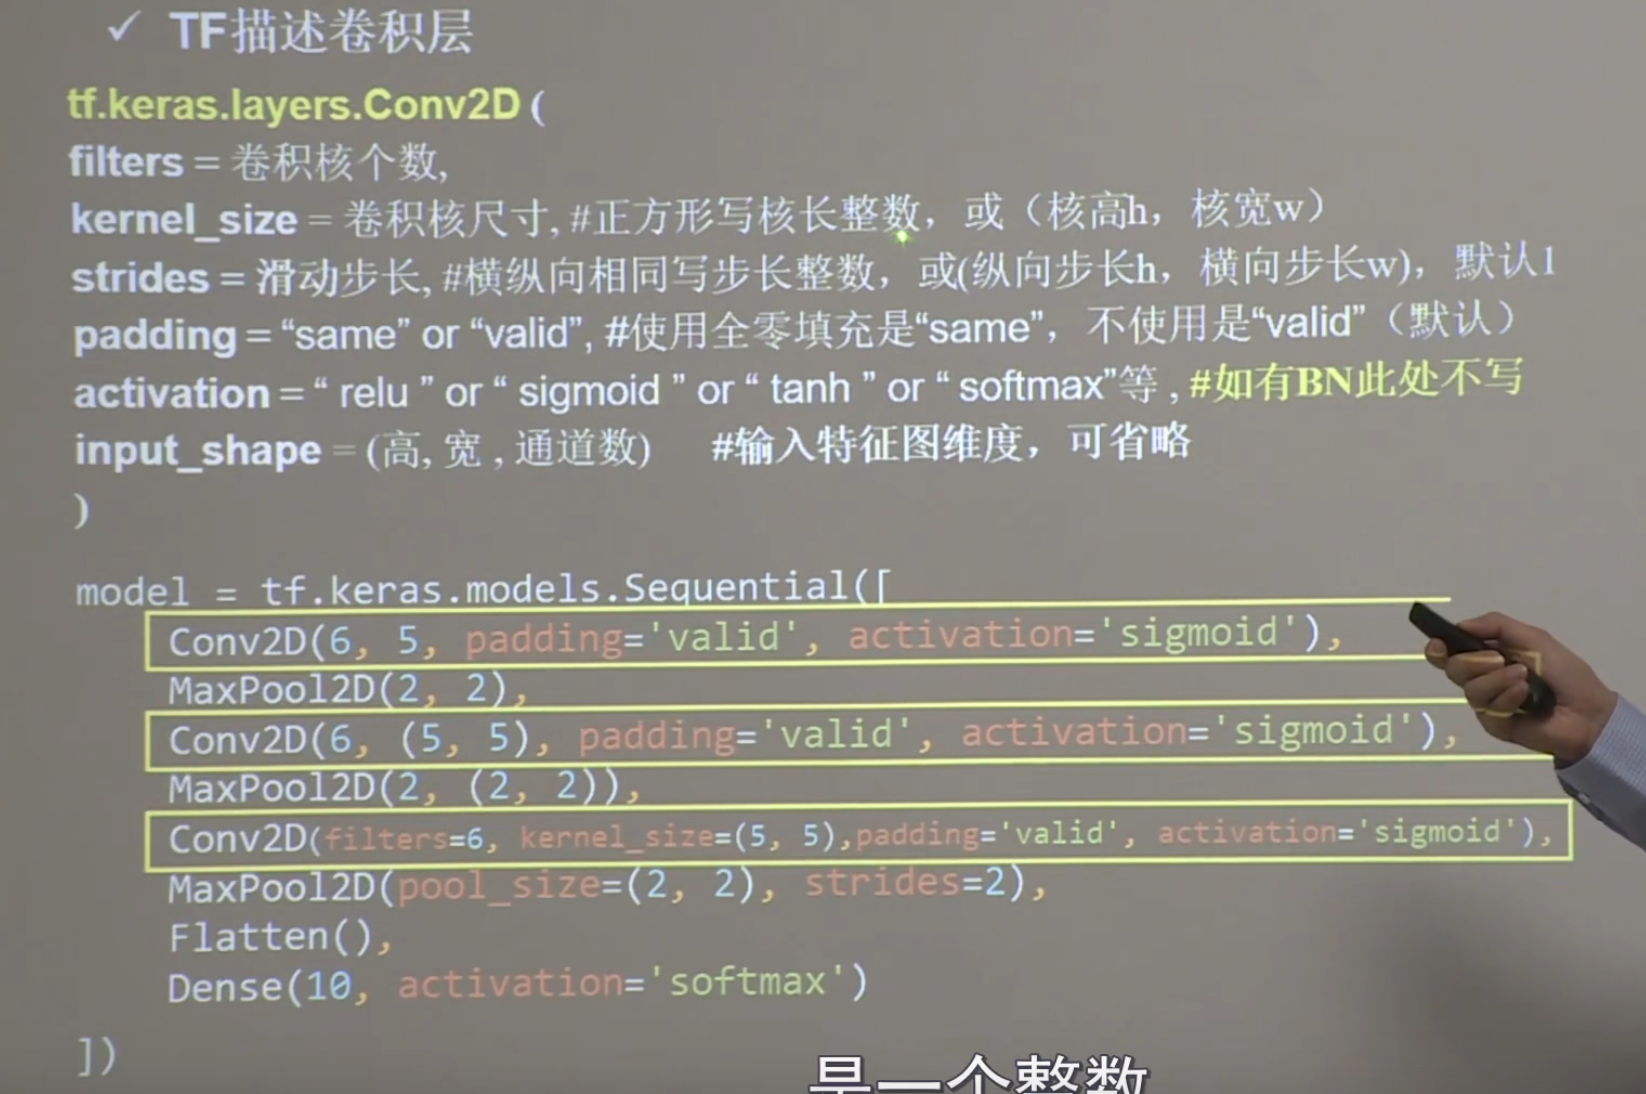 ✓ TF描述卷积层
tf.keras.layers.Conv2D (
filters = 卷积核个数,
kernel_size = 卷积核尺寸, #正方形写核长整数，或（核高h，核宽w）
strides = 滑动步长, #横纵向相同写步长整数，或(纵向步长h，横向步长w)，默认1
padding = “same” or “valid”, #使用全零填充是“same”，不使用是“valid”（默认）
activation = “ relu ” or “ sigmoid ” or “ tanh ” or “ softmax”等 , #如有BN此处不写
input_shape = (高, 宽 , 通道数) #输入特征图维度，可省略
)
model = tf.keras.models.Sequential([
Conv2D(6, 5, padding='valid', activation='sigmoid'),
MaxPool2D(2, 2),
Conv2D(6, (5, 5), padding='valid', activation='sigmoid'),
MaxPool2D(2, (2, 2)),
Conv2D(filters=6, kernel_size=(5, 5),padding='valid', activation='sigmoid'),
MaxPool2D(pool_size=(2, 2), strides=2),
Flatten(),
Dense(10, activation='softmax')
])
是一个整数